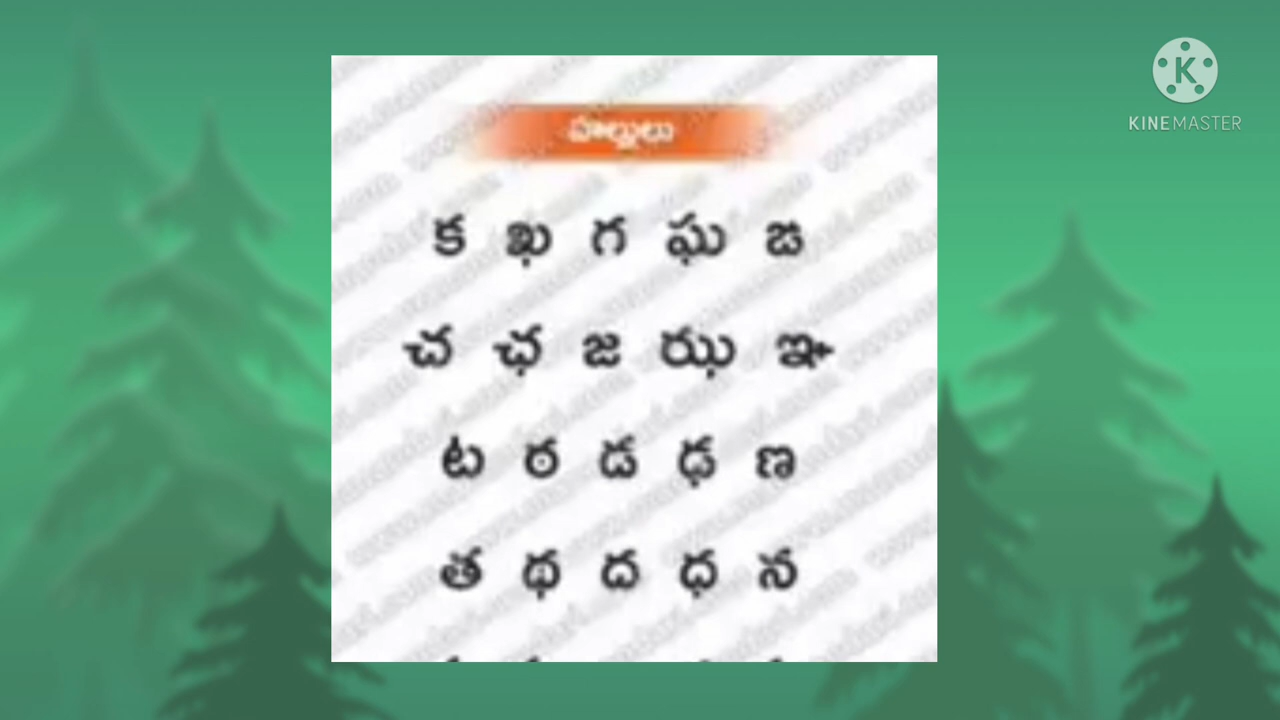 KINEMASTER
హల్లులు
క ఖ గ ఘ ఙ
చ ఛ జ ఝ ఞ
ట ఠ డ ఢ ణ
త థ ద ధ న